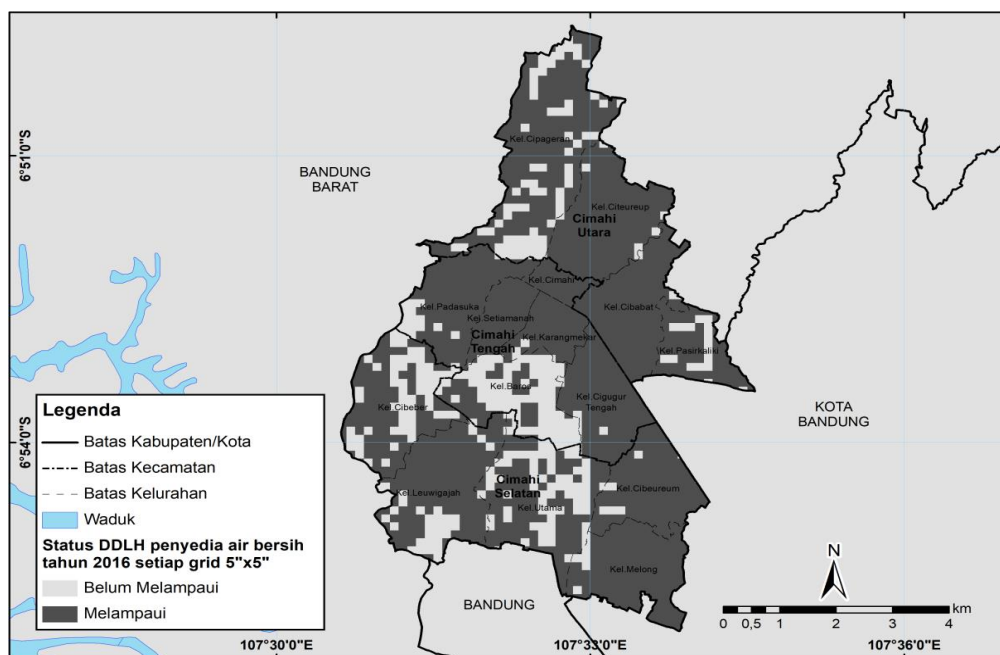 6°51'0"S
6°54'0"S
BANDUNG
BARAT
Kel.Cipageran
Kel.Citeureup
Cimahi
Utara
Kel.Cimahi
Kel.Padasuka
Kel.Cibabat
Kel.Setiamanah
Cimahi
Tengah
Kel.Karangmekar
Kel.Pasirkaliki
Kel.Baros
Kel.Cigugur
Tengah
Kel.Cibeber
KOTA
BANDUNG
Cimahi
Selatan
Kel.Leuwigajah
Kel.Utama
Kel.Cibeureum
Kel.Melong
BANDUNG
Legenda
Batas Kabupaten/Kota
Batas Kecamatan
Batas Kelurahan
Waduk
Status DDLH penyedia air bersih
tahun 2016 setiap grid 5"x5"
Belum Melampaui
Melampaui
N
km
0 0,5 1 2 3 4
107°30'0"E 107°33'0"E 107°36'0"E